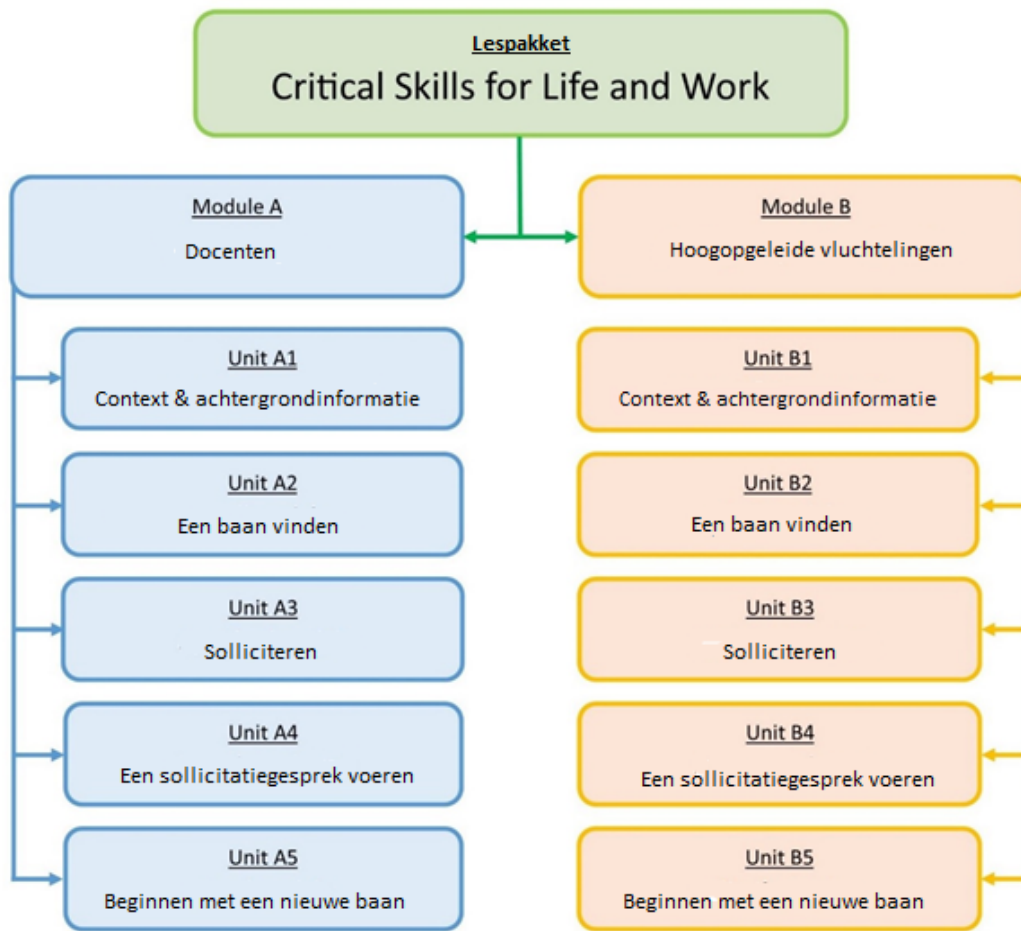 Lespakket
Critical Skills for Life and Work
Module A
Docenten
Module B
Hoogopgeleide vluchtelingen
Unit A1
Context & achtergrondinformatie
Unit A2
Een baan vinden
Unit A3
Solliciteren
Unit A4
Een sollicitatiegesprek voeren
Unit A5
Beginnen met een nieuwe baan
Unit B1
Context & achtergrondinformatie
Unit B2
Een baan vinden
Unit B3
Solliciteren
Unit B4
Een sollicitatiegesprek voeren
Unit B5
Beginnen met een nieuwe baan